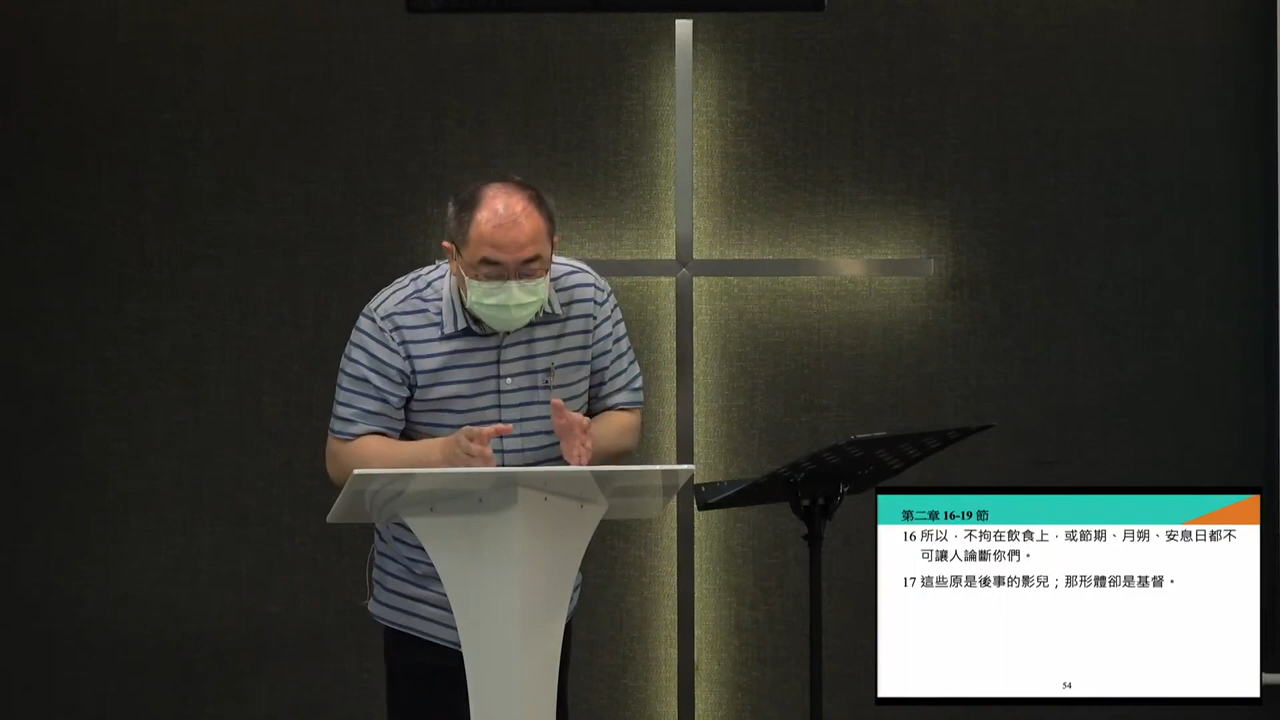 第二章 16-19 節
16 所以，不拘在飲食上，或節期、月朔、安息日都不
可讓人論斷你們。
17 這些原是後事的影兒；那形體卻是基督。
54